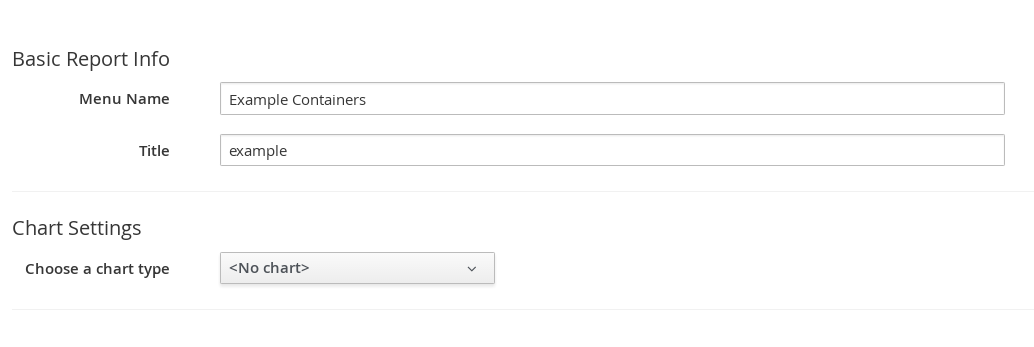 Basic Report Info
Menu Name Example Containers
Title example
Chart Settings
Choose a chart type <No chart>